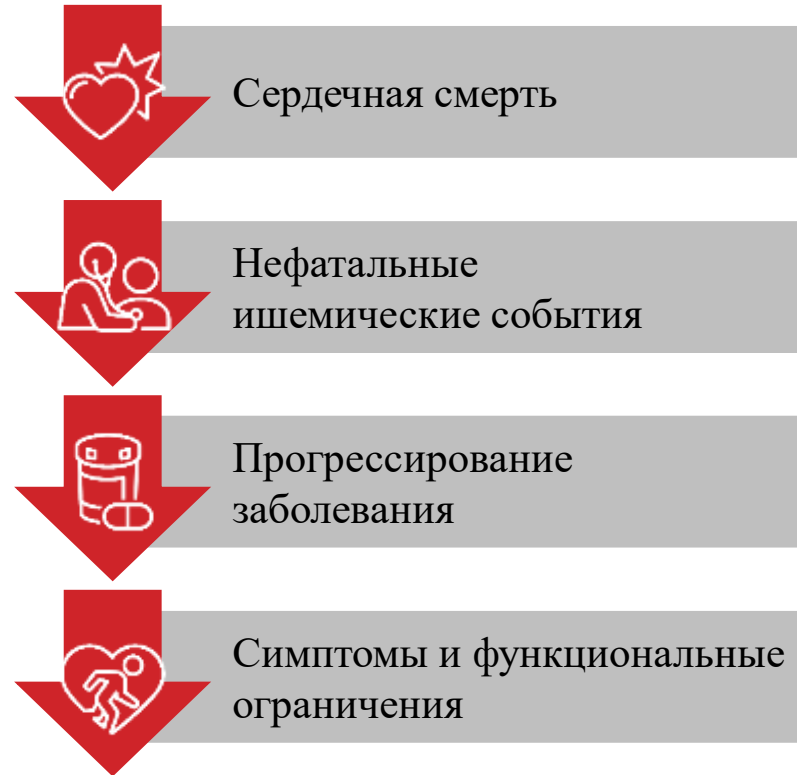 Сердечная смерть
Нефатальные
ишемические события
Прогрессирование
заболевания
Симптомы и функциональные
ограничения